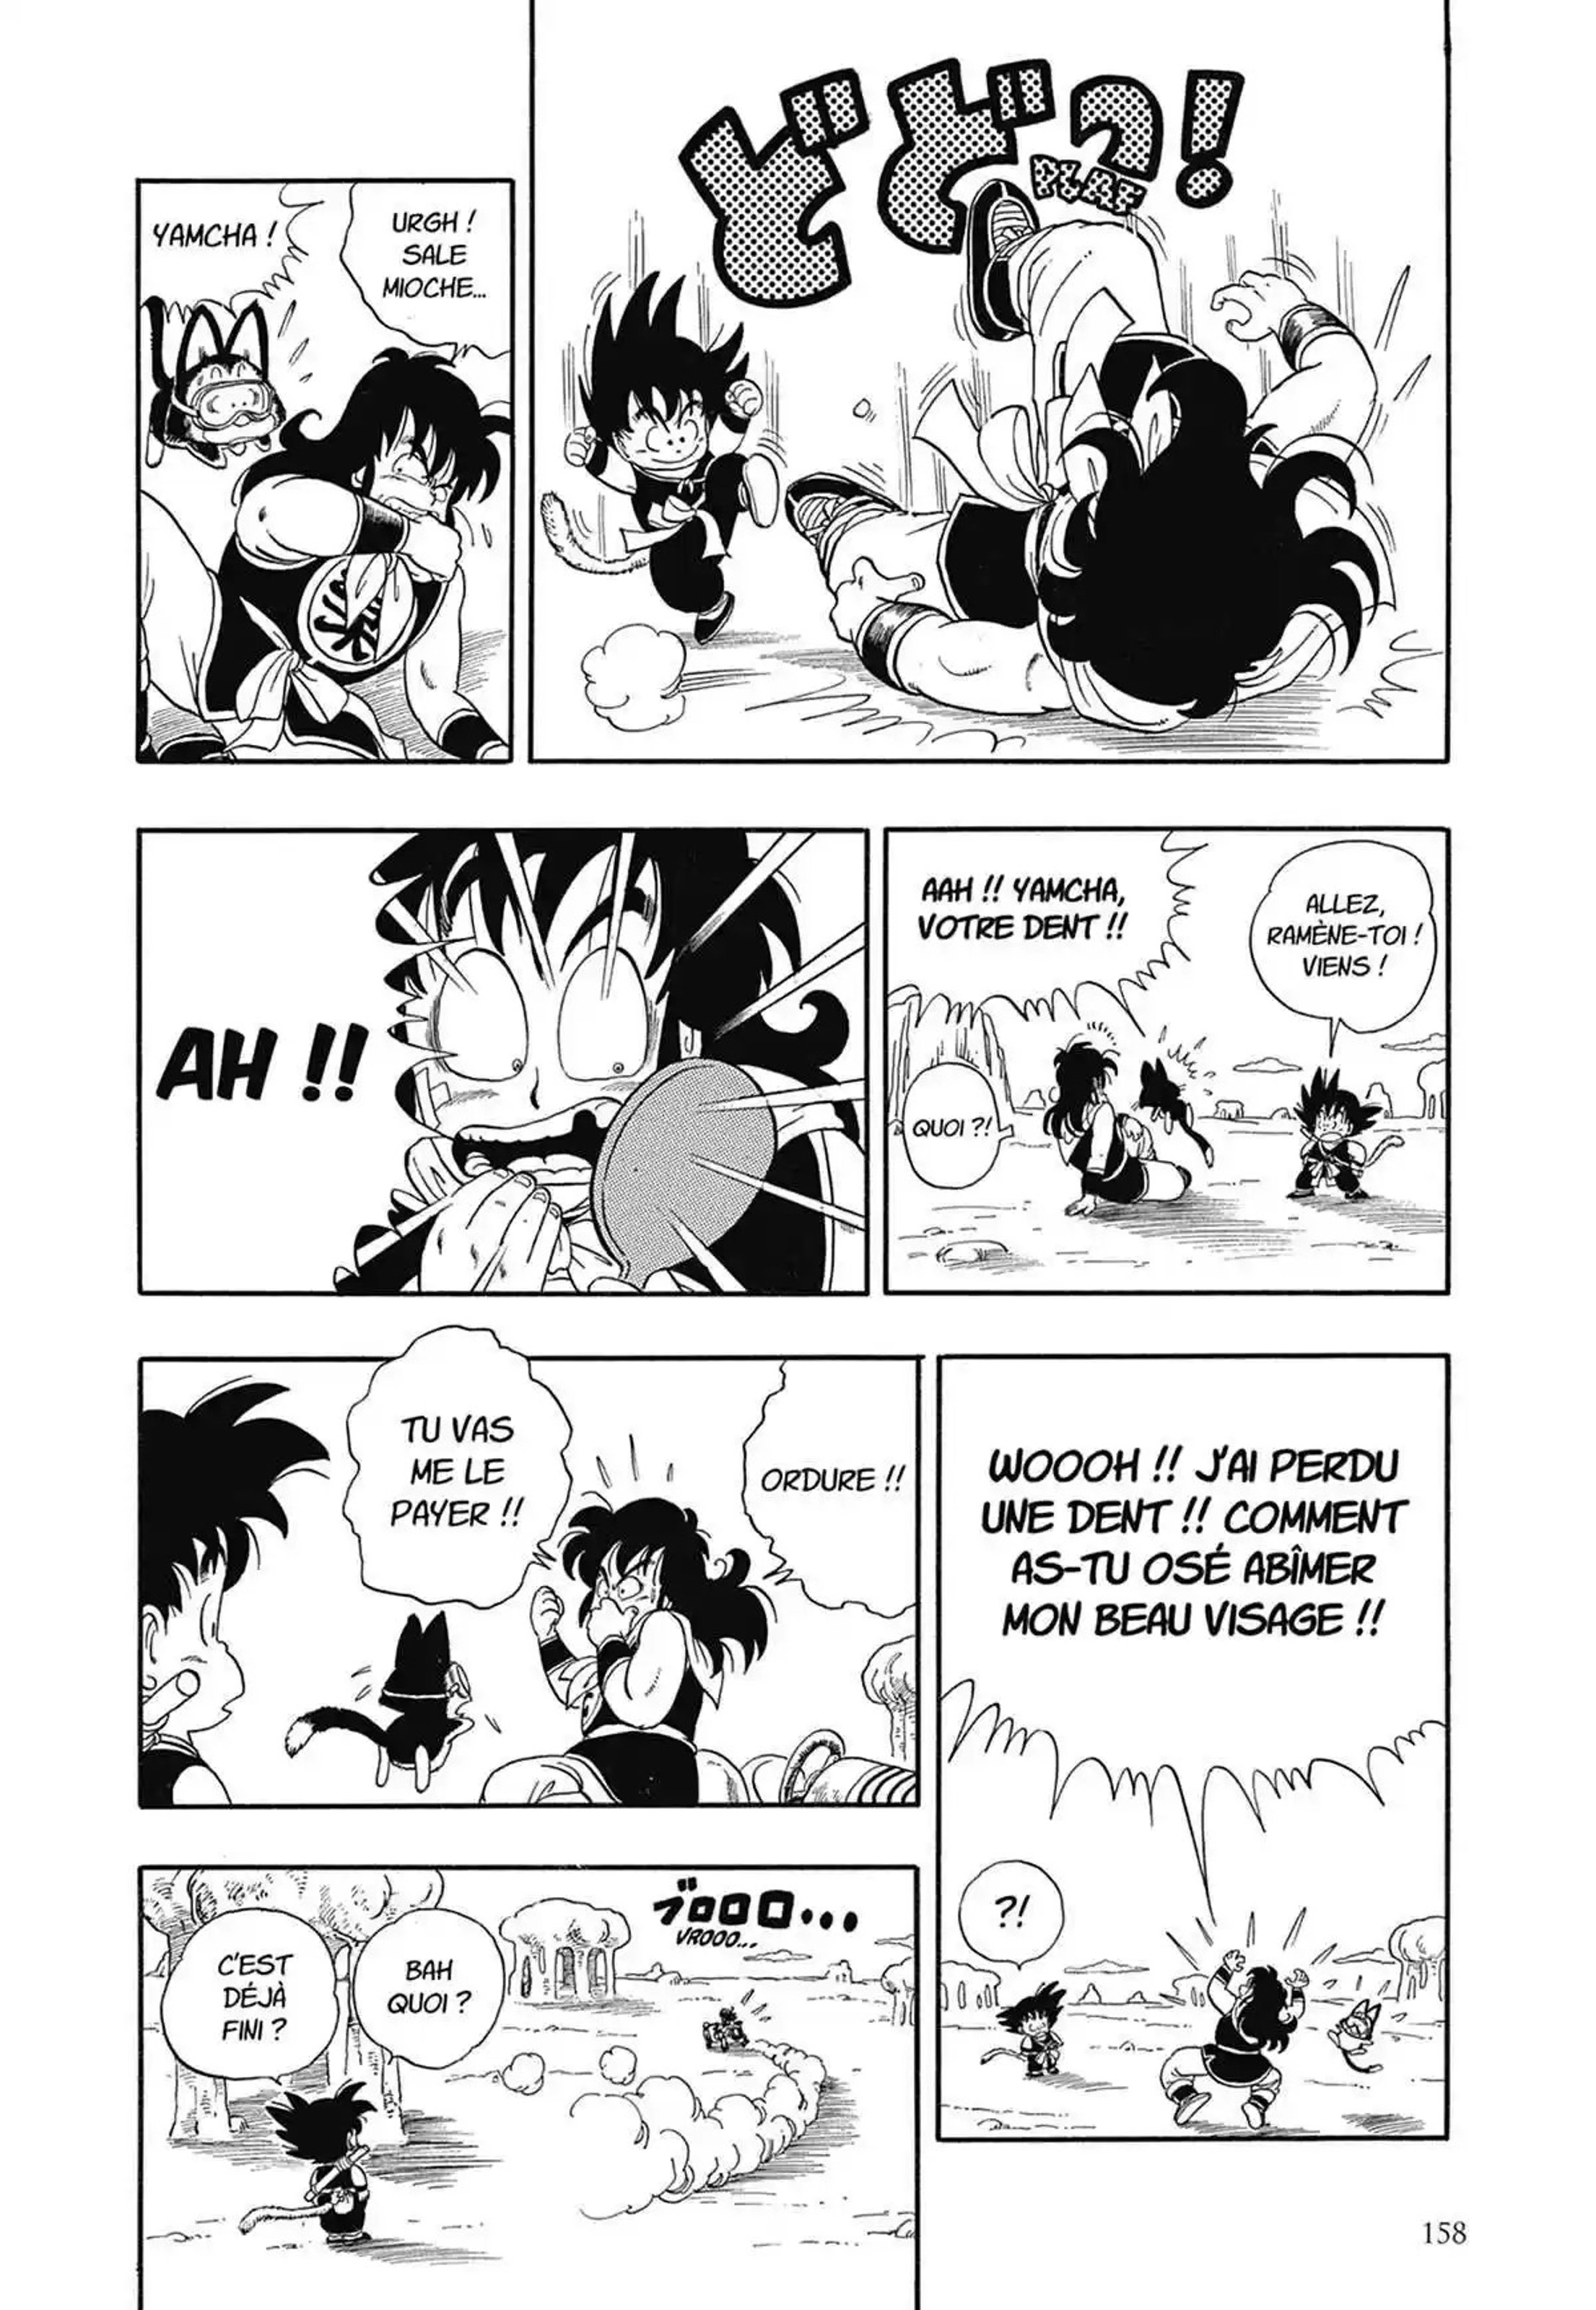 どどっ!
PLAF
URGH !
SALE
MIOCHE...
YAMCHA !
ALLEZ,
RAMÈNE-TOI !
VIENS !
AAH !! YAMCHA,
VOTRE DENT !!
QUOI ?!
AH !!
WOOOH !! J'AI PERDU
UNE DENT !! COMMENT
AS-TU OSÉ ABÎMER
MON BEAU VISAGE !!
?!
ORDURE !!
TU VAS
ME LE
PAYER !!
ブロロロ...
VROOO...
BAH
QUOI ?
C'EST
DÉJÀ
FINI ?
158